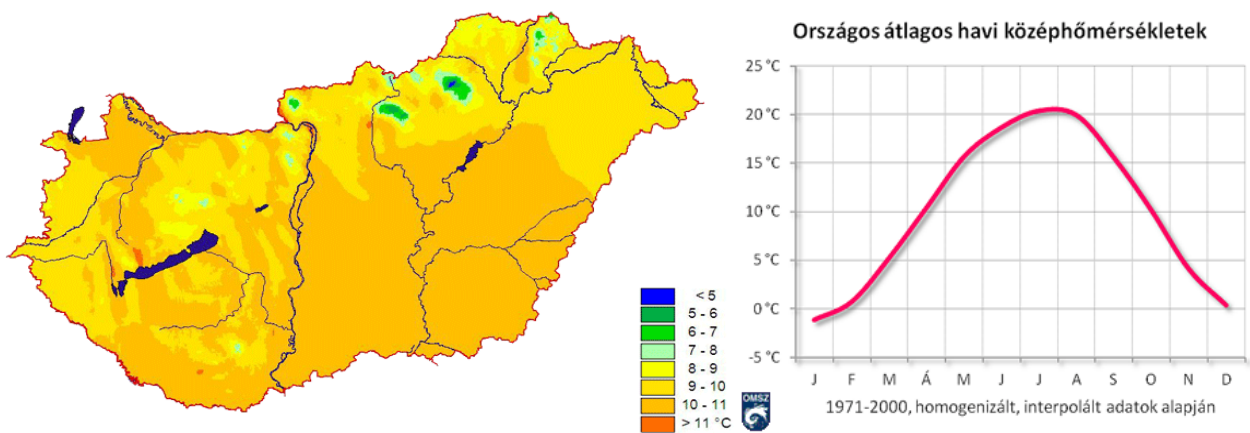 < 5
5 - 6
6 - 7
7 - 8
8 - 9
9 - 10
10 - 11
> 11 °C
OMSZ
Országos átlagos havi középhőmérsékletek
25 °C
20 °C
15 °C
10 °C
5 °C
0 °C
-5 °C
J F M Á M J J A S O N D
1971-2000, homogenizált, interpolált adatok alapján